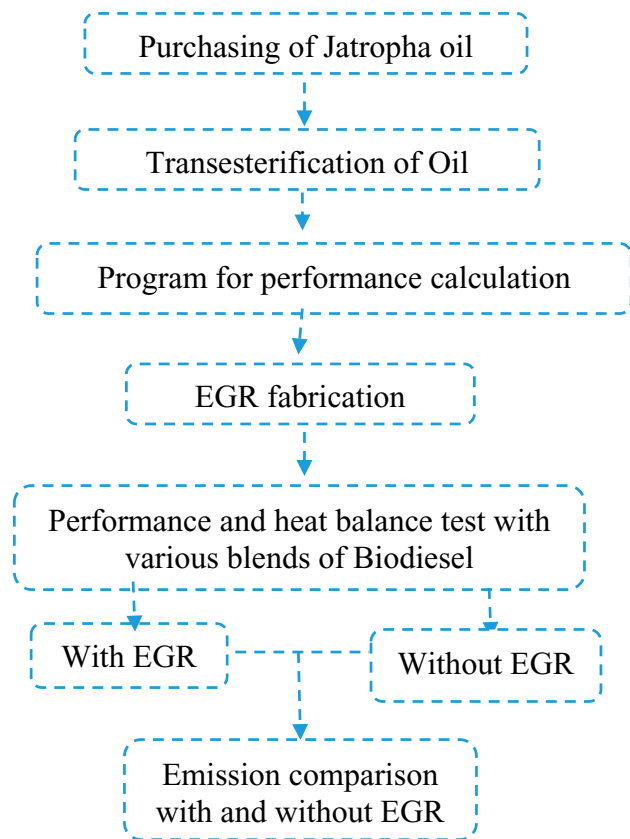 Purchasing of Jatropha oil
Transesterification of Oil
Program for performance calculation
EGR fabrication
Performance and heat balance test with
various blends of Biodiesel
With EGR
Without EGR
Emission comparison
with and without EGR